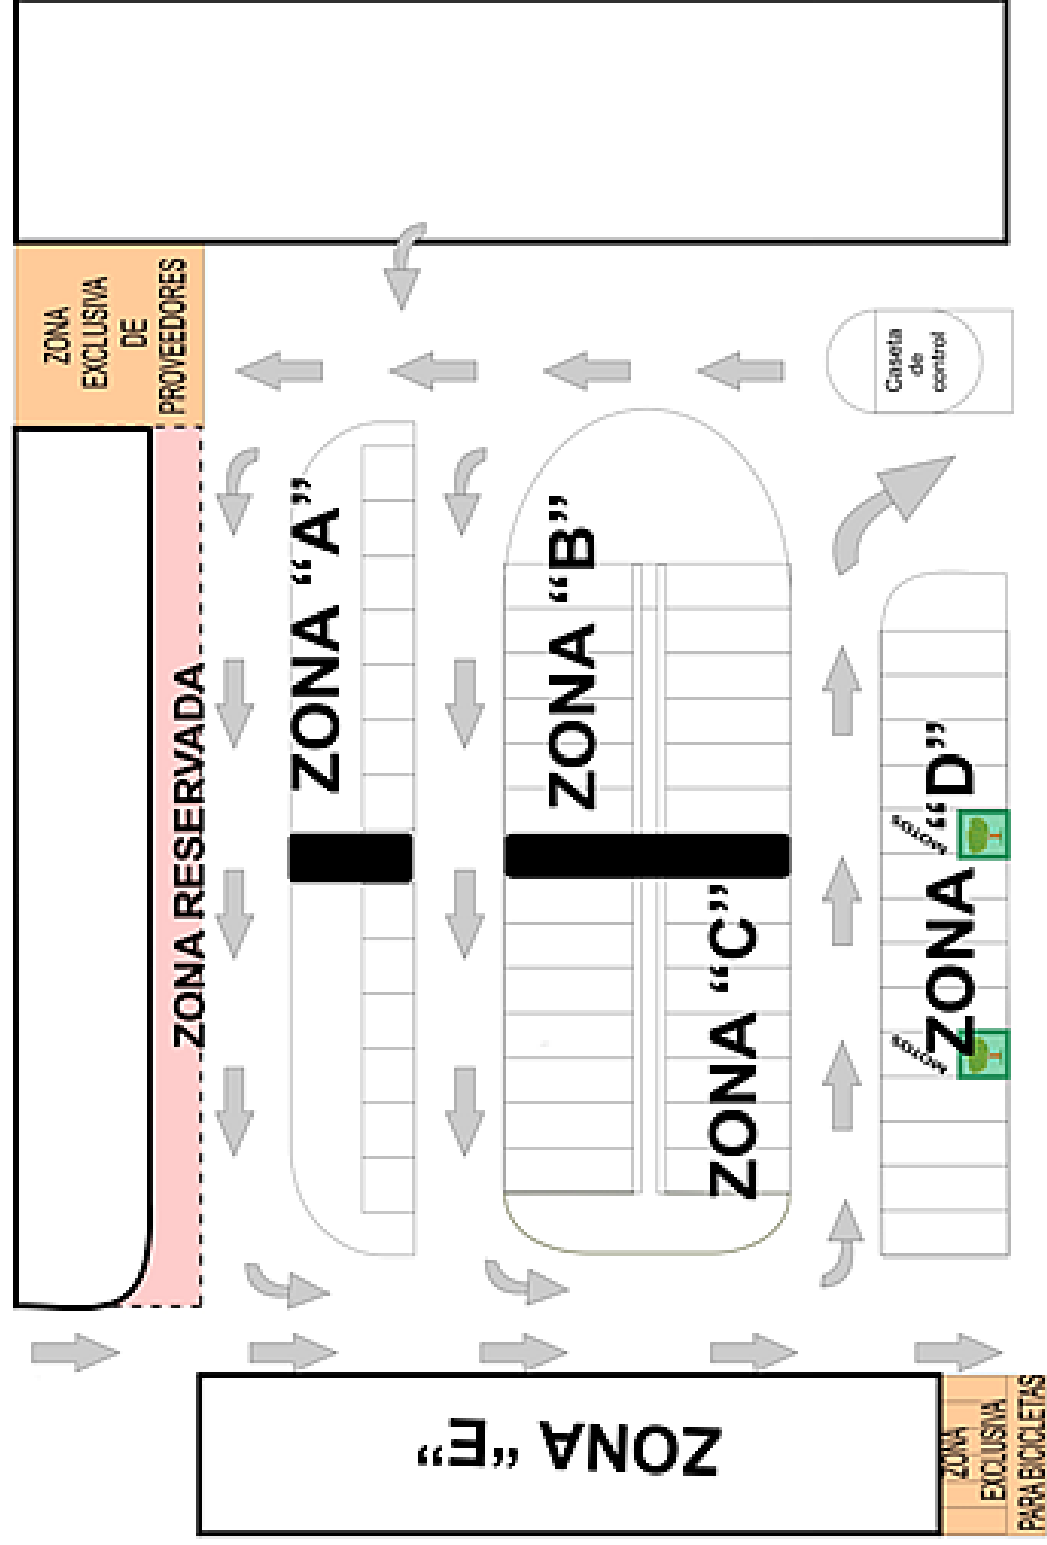 ZONA
EXCLUSIVA
DE
PROVEEDORES
Caseta
de
control
ZONA RESERVADA
ZONA “A”
ZONA “B”
ZONA “C”
ZONA “D”
MOTOS
MOTOS
ZONA “E”
ZONA
EXCLUSIVA
PARA BICICLETAS